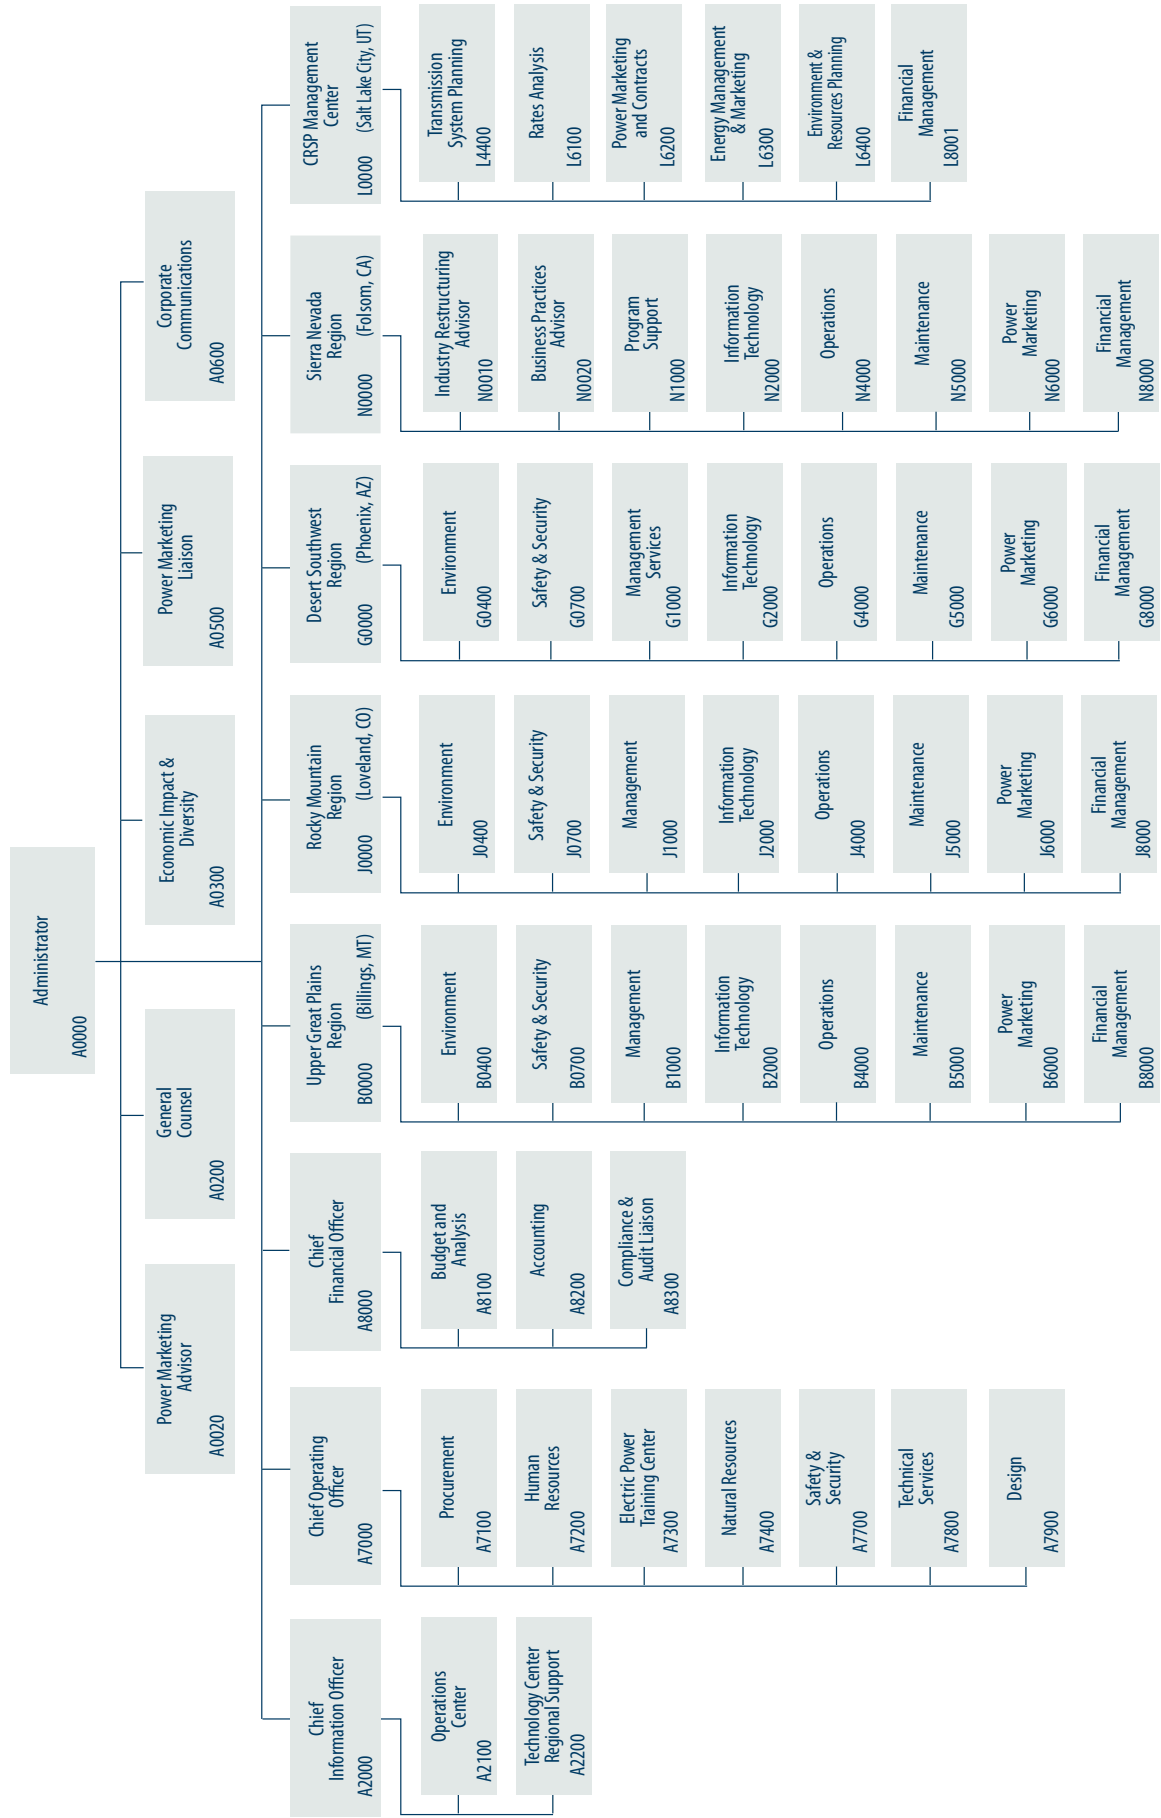 Administrator
A0000
Power Marketing
Advisor
A0020
General
Counsel
A0200
Economic Impact &
Diversity
A0300
Power Marketing
Liaison
A0500
Corporate
Communications
A0600
Chief
Information Officer
A2000
Operations
Center
A2100
Technology Center
Regional Support
A2200
Chief Operating
Officer
A7000
Procurement
A7100
Human
Resources
A7200
Electric Power
Training Center
A7300
Natural Resources
A7400
Safety &
Security
A7700
Technical
Services
A7800
Design
A7900
Chief
Financial Officer
A8000
Budget and
Analysis
A8100
Accounting
A8200
Compliance &
Audit Liaison
A8300
Upper Great Plains
Region
B0000 (Billings, MT)
Environment
B0400
Safety & Security
B0700
Management
B1000
Information
Technology
B2000
Operations
B4000
Maintenance
B5000
Power
Marketing
B6000
Financial
Management
B8000
Rocky Mountain
Region
J0000 (Loveland, CO)
Environment
J0400
Safety & Security
J0700
Management
J1000
Information
Technology
J2000
Operations
J4000
Maintenance
J5000
Power
Marketing
J6000
Financial
Management
J8000
Desert Southwest
Region
G0000 (Phoenix, AZ)
Environment
G0400
Safety & Security
G0700
Management
Services
G1000
Information
Technology
G2000
Operations
G4000
Maintenance
G5000
Power
Marketing
G6000
Financial
Management
G8000
Sierra Nevada
Region
N0000 (Folsom, CA)
Industry Restructuring
Advisor
N0010
Business Practices
Advisor
N0020
Program
Support
N1000
Information
Technology
N2000
Operations
N4000
Maintenance
N5000
Power
Marketing
N6000
Financial
Management
N8000
CRSP Management
Center
L0000 (Salt Lake City, UT)
Transmission
System Planning
L4400
Rates Analysis
L6100
Power Marketing
and Contracts
L6200
Energy Management
& Marketing
L6300
Environment &
Resources Planning
L6400
Financial
Management
L8001